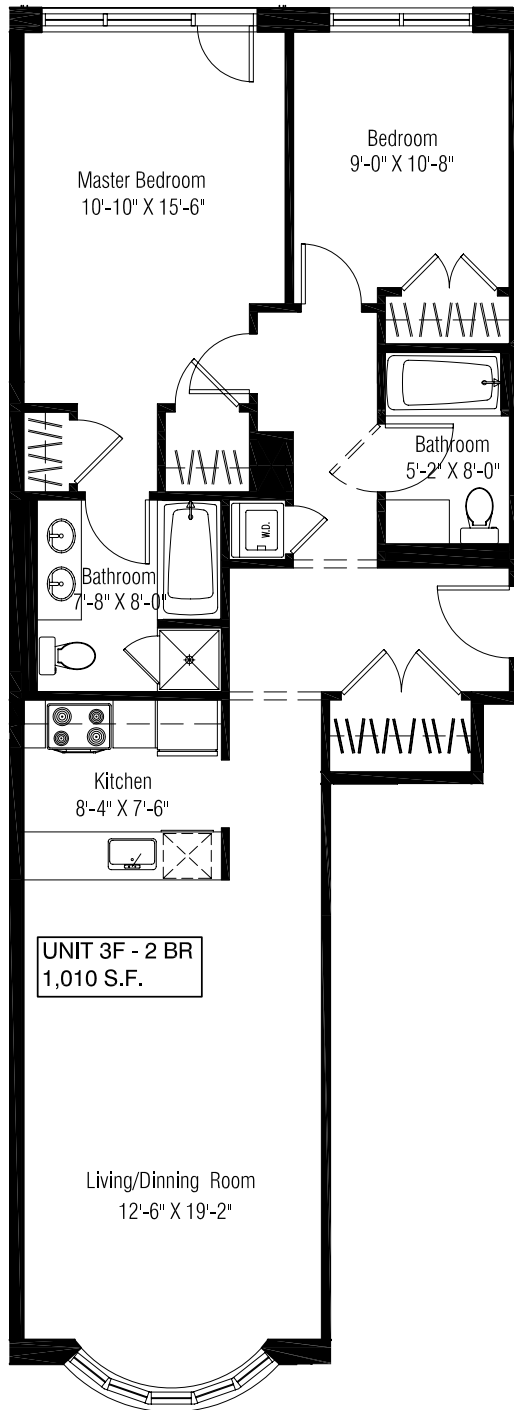 Master Bedroom
10'-10" X 15'-6"
Bedroom
9'-0" X 10'-8"
Bathroom
5'-2" X 8'-0"
W.D.
Bathroom
7'-8" X 8'-0"
Kitchen
8'-4" X 7'-6"
UNIT 3F - 2 BR
1,010 S.F.
Living/Dinning Room
12'-6" X 19'-2"